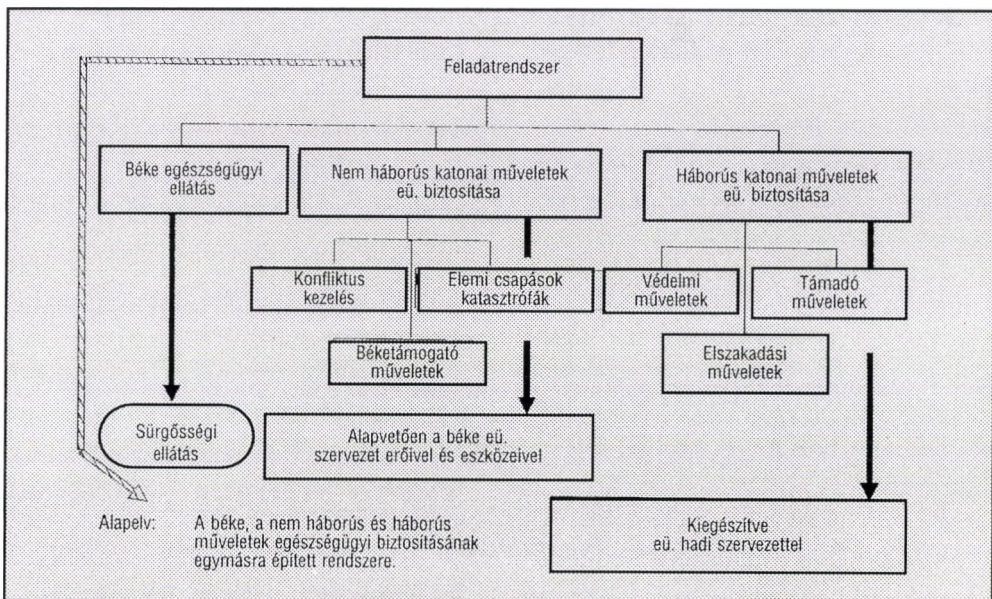 Feladatrendszer
Béke egészségügyi
ellátás
Nem háborús katonai műveletek
eü. biztosítása
Háborús katonai műveletek
eü. biztosítása
Konfliktus
kezelés
Elemi csapások
katasztrófák
Védelmi
műveletek
Támadó
műveletek
Béketámogató
műveletek
Elszakadási
műveletek
Sürgősségi
ellátás
Alapvetően a béke eü.
szervezet erőivel és eszközeivel
Kiegészítve
eü. hadi szervezettel
Alapelv: A béke, a nem háborús és háborús
műveletek egészségügyi biztosításának
egymásra épített rendszere.